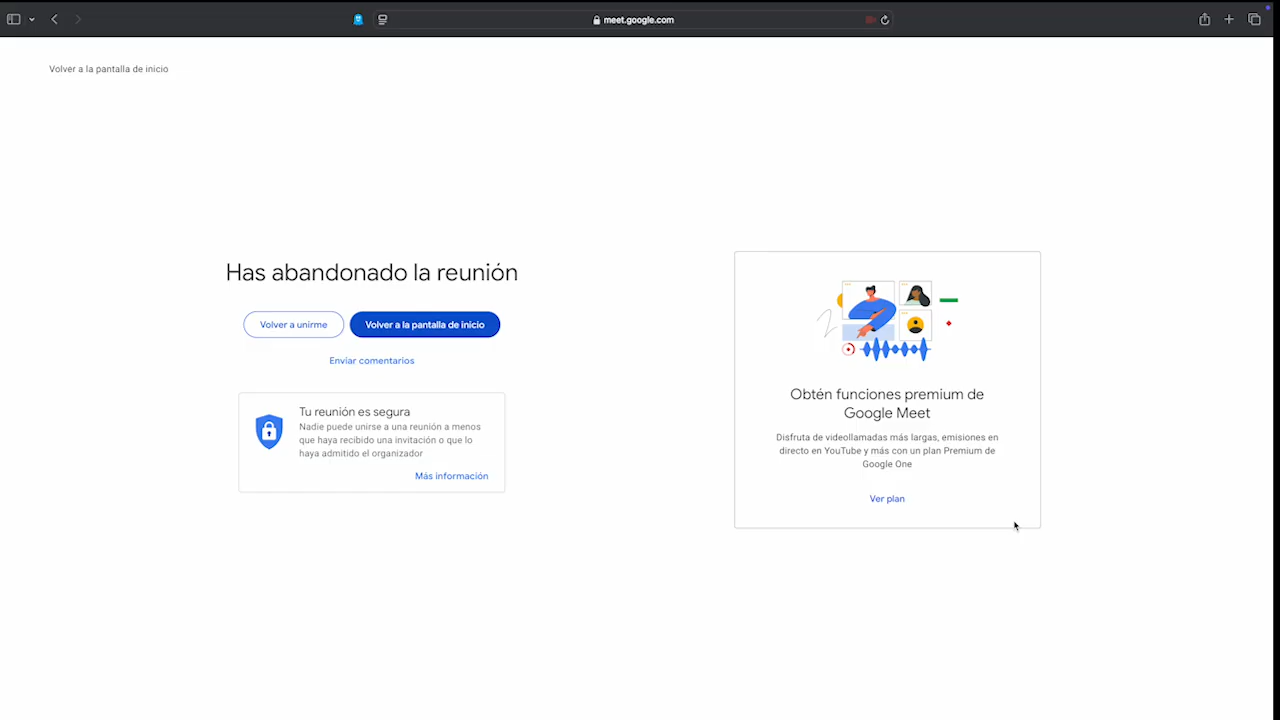 meet.google.com
Volver a la pantalla de inicio
Has abandonado la reunión
Volver a unirme
Volver a la pantalla de inicio
Enviar comentarios
Tu reunión es segura
Nadie puede unirse a una reunión a menos
que haya recibido una invitación o que lo
haya admitido el organizador
Más información
Obtén funciones premium de
Google Meet
Disfruta de videollamadas más largas, emisiones en
directo en YouTube y más con un plan Premium de
Google One
Ver plan